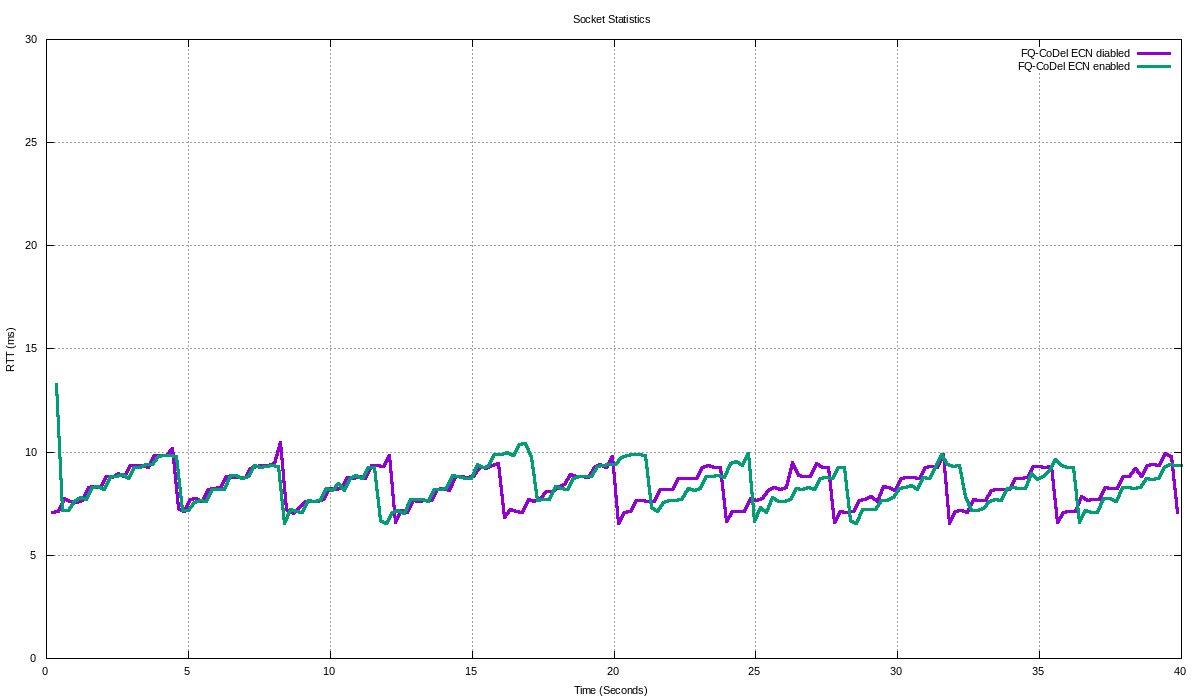 Socket Statistics
FQ-CoDel ECN diabled
FQ-CoDel ECN enabled
30
25
20
15
10
5
0
RTT (ms)
0 5 10 15 20 25 30 35 40
Time (Seconds)